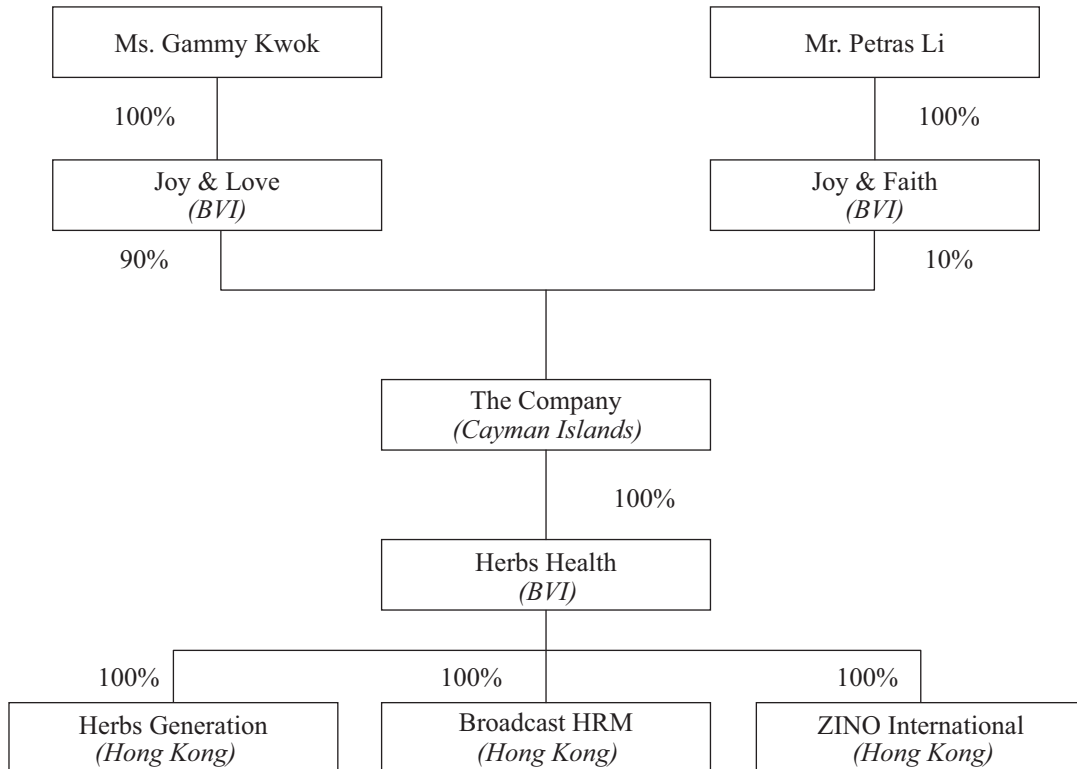 Ms. Gammy Kwok
Mr. Petras Li
100%
100%
Joy & Love
(BVI)
Joy & Faith
(BVI)
90%
10%
The Company
(Cayman Islands)
100%
Herbs Health
(BVI)
100%
100%
100%
Herbs Generation
(Hong Kong)
Broadcast HRM
(Hong Kong)
ZINO International
(Hong Kong)